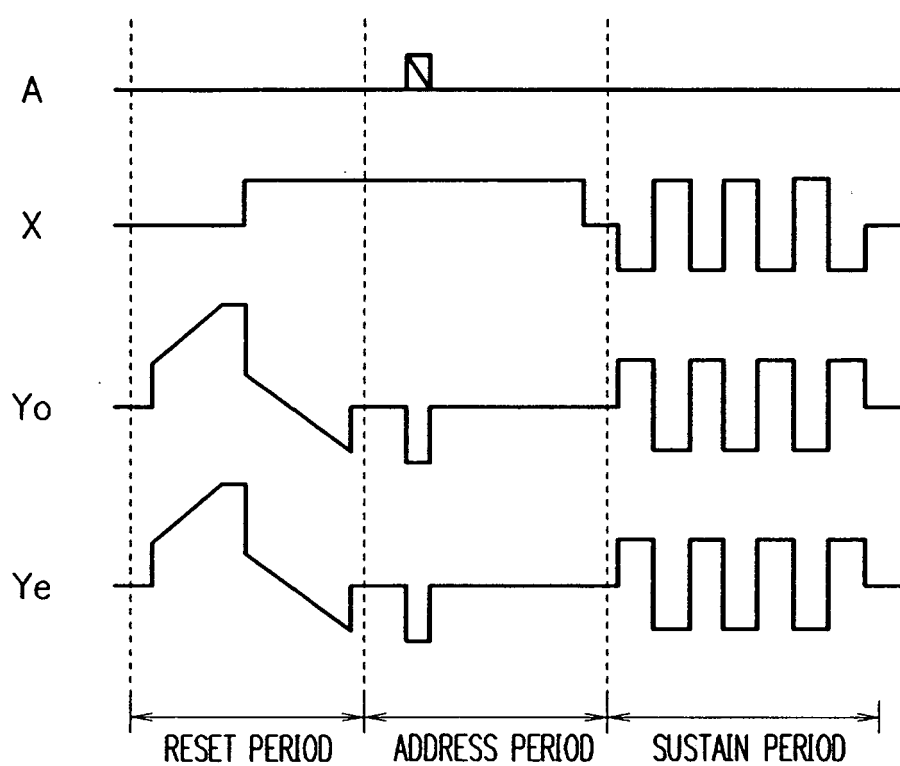 A
X
Yo
Ye
RESET PERIOD
ADDRESS PERIOD
SUSTAIN PERIOD